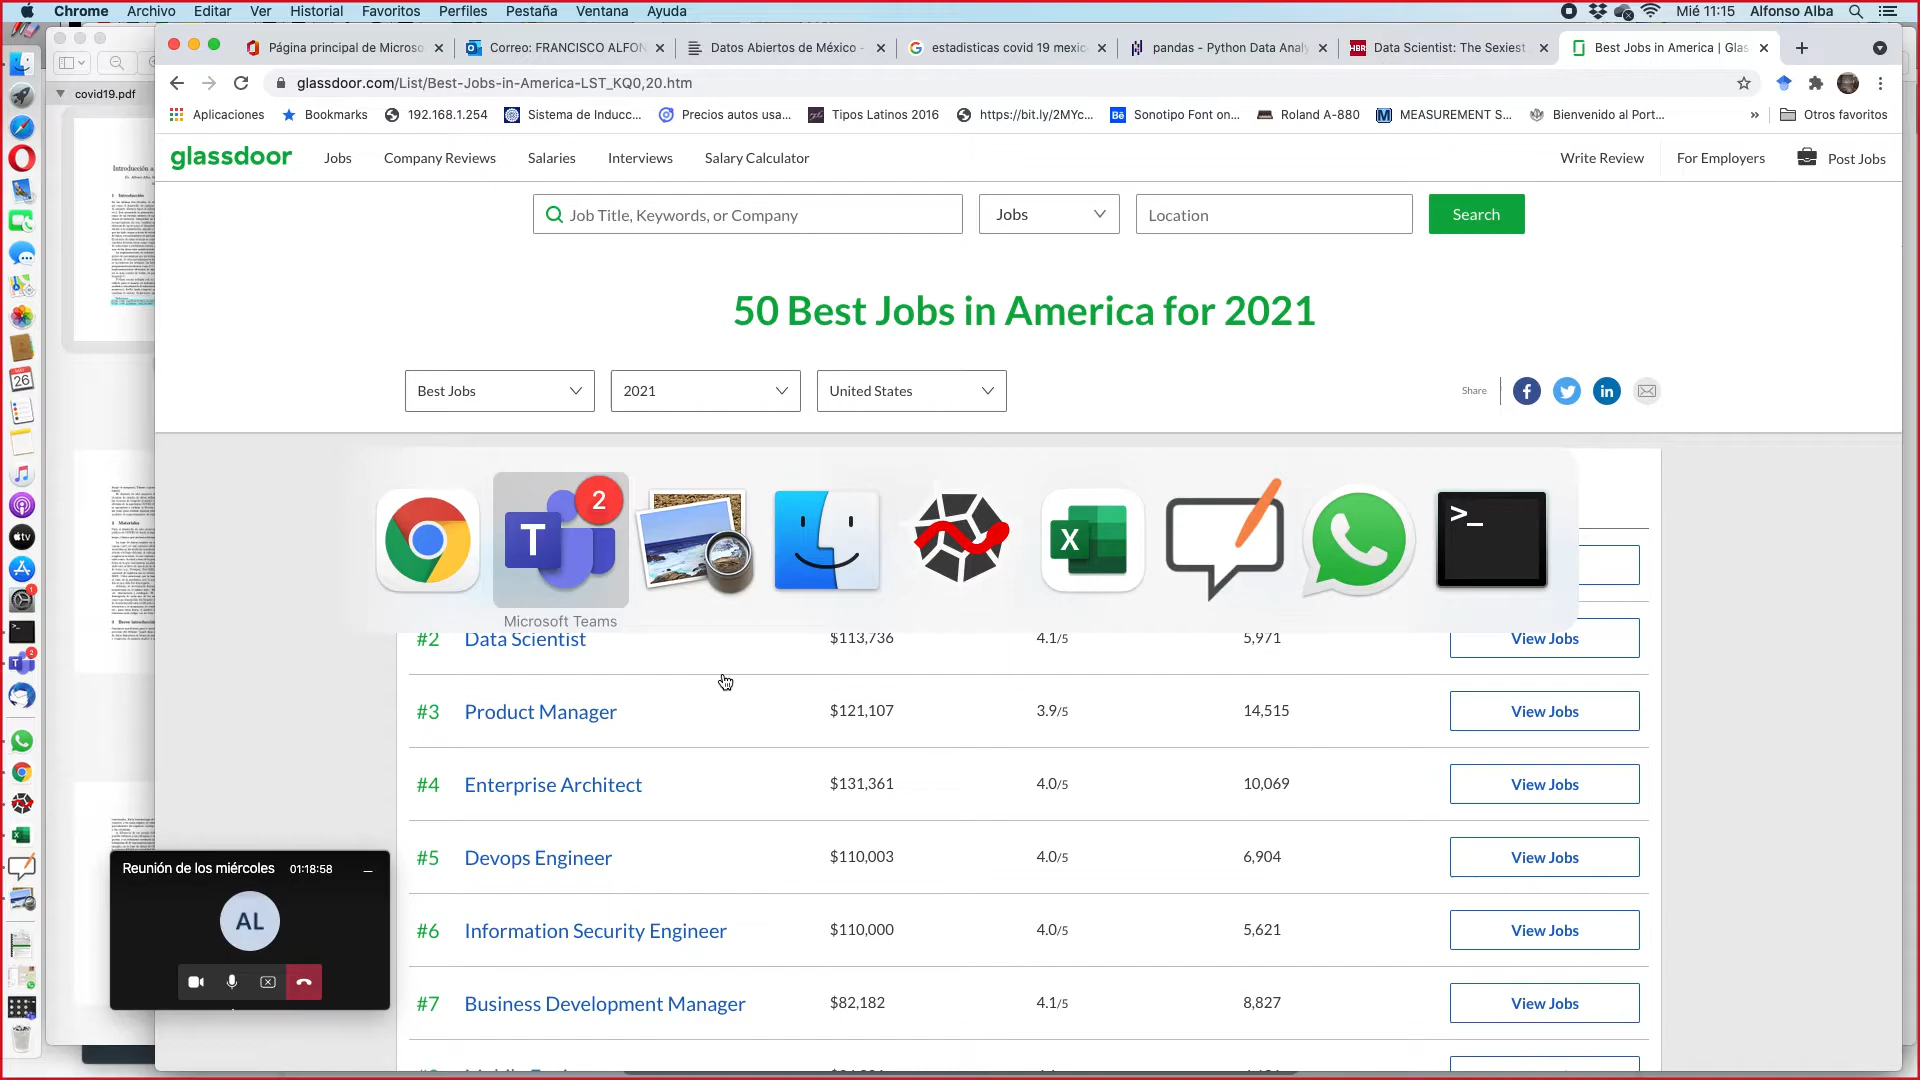 Chrome Archivo Editar Ver Historial Favoritos Perfiles Pestaña Ventana Ayuda Mié 11:15 Alfonso Alba
Página principal de Microso Correo: FRANCISCO ALFON Datos Abiertos de México - estadisticas covid 19 mexic pandas - Python Data Analy HBR Data Scientist: The Sexiest Best Jobs in America | Glas
glassdoor.com/List/Best-Jobs-in-America-LST_KQ0,20.htm
covid19.pdf
Aplicaciones Bookmarks 192.168.1.254 Sistema de Inducc... Precios autos usa... Tipos Latinos 2016 https://bit.ly/2MYc... Bē Sonotipo Font on... Roland A-880 M MEASUREMENT S... Bienvenido al Port... » Otros favoritos
glassdoor Jobs Company Reviews Salaries Interviews Salary Calculator Write Review For Employers Post Jobs
Job Title, Keywords, or Company Jobs Location Search
50 Best Jobs in America for 2021
Best Jobs 2021 United States Share
T 2 X >_
Microsoft Teams
#2 Data Scientist $113,736 4.1/5 5,971 View Jobs
#3 Product Manager $121,107 3.9/5 14,515 View Jobs
#4 Enterprise Architect $131,361 4.0/5 10,069 View Jobs
#5 Devops Engineer $110,003 4.0/5 6,904 View Jobs
#6 Information Security Engineer $110,000 4.0/5 5,621 View Jobs
#7 Business Development Manager $82,182 4.1/5 8,827 View Jobs
Reunión de los miércoles 01:18:58
AL